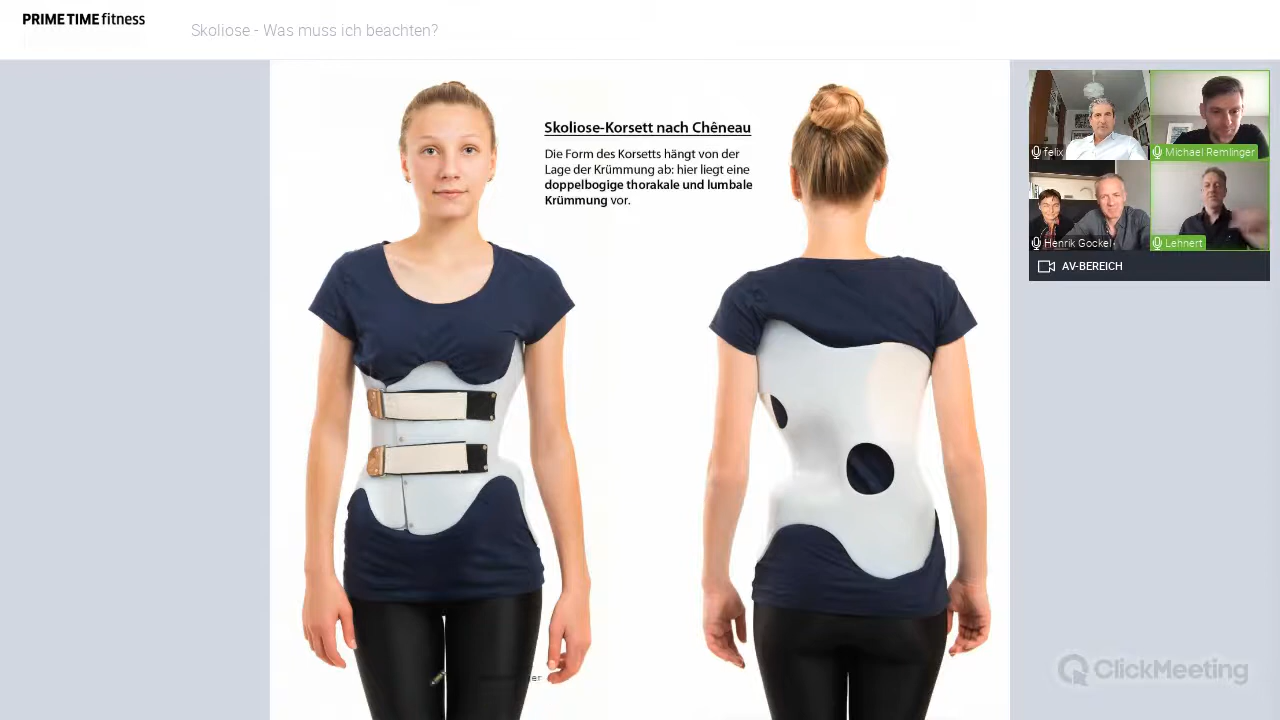 PRIME TIME fitness
Skoliose - Was muss ich beachten?
Skoliose-Korsett nach Chêneau
Die Form des Korsetts hängt von der
Lage der Krümmung ab: hier liegt eine
doppelbogige thorakale und lumbale
Krümmung vor.
felix
Michael Remlinger
Henrik Gockel
Lehnert
AV-BEREICH
ClickMeeting